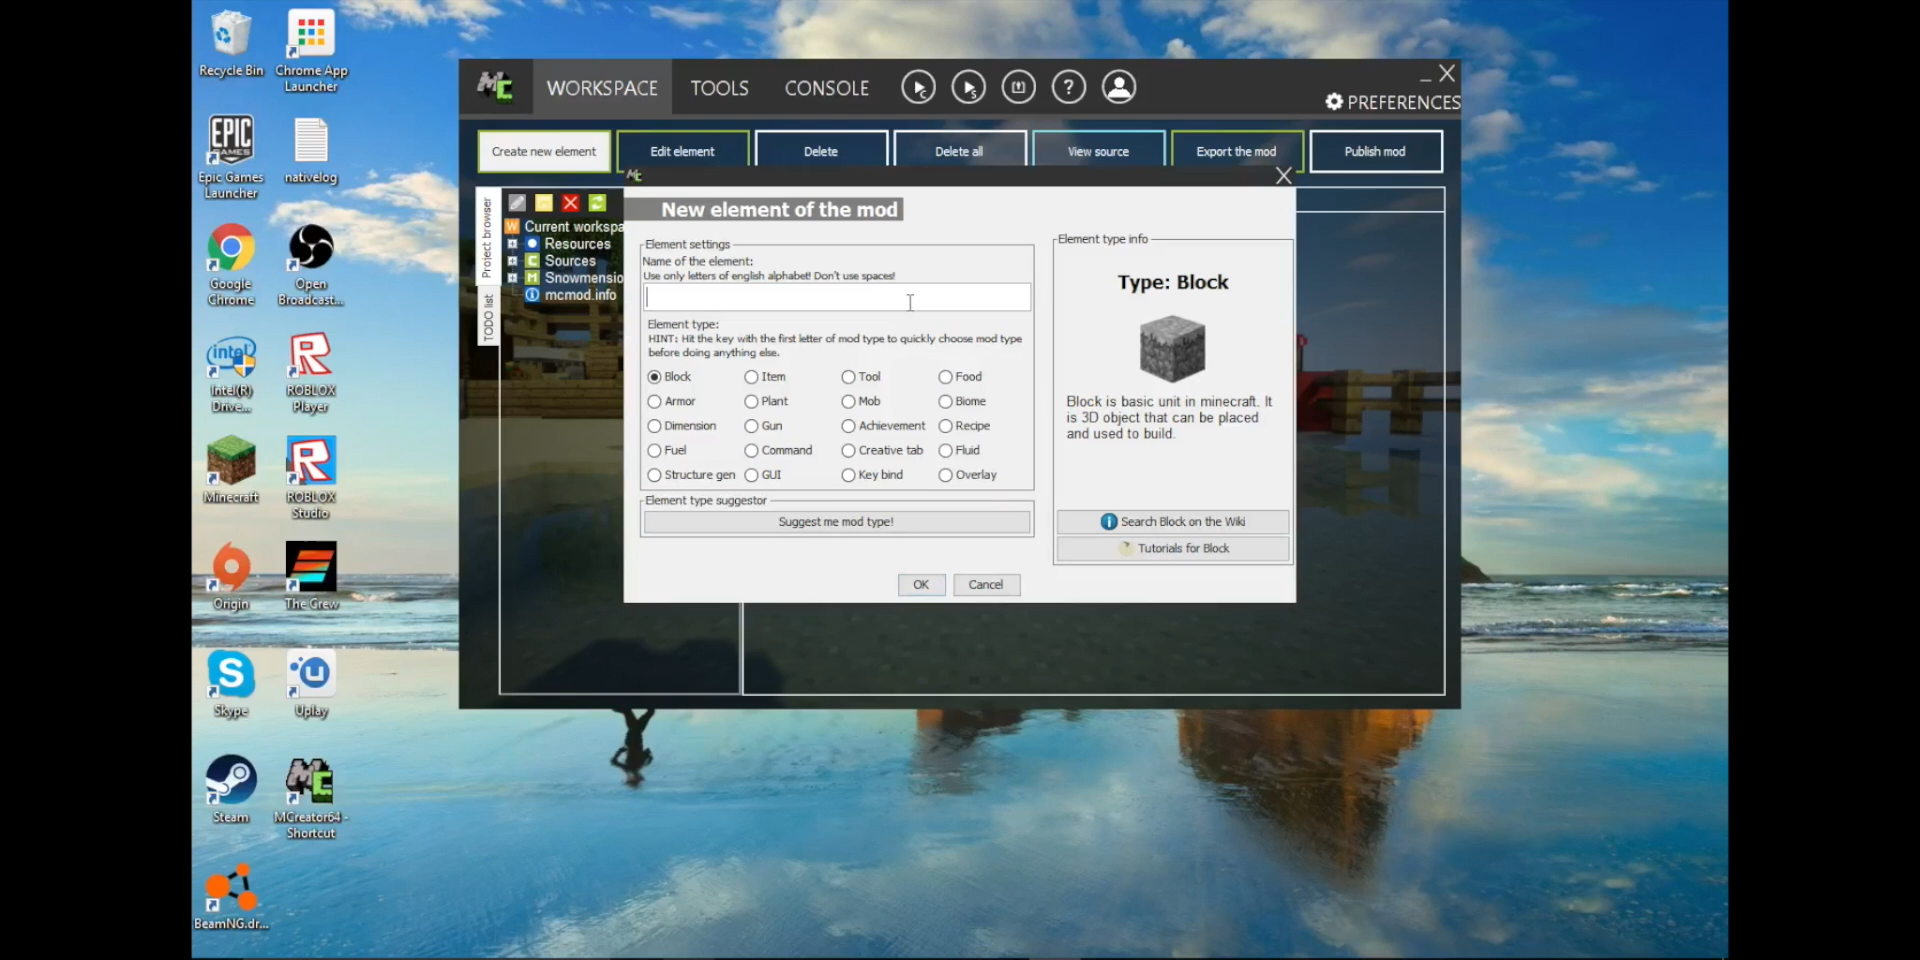 Recycle Bin
Chrome App
Launcher
EPIC
GAMES
Epic Games
Launcher
nativelog
Google
Chrome
Open
Broadcast...
intel
Intel(R)
Drive...
ROBLOX
Player
Minecraft
ROBLOX
Studio
Origin
The Crew
Skype
Uplay
Steam
MCreator64 -
Shortcut
BeamNG.dr...
WORKSPACE
TOOLS
CONSOLE
PREFERENCES
Create new element
Edit element
Delete
Delete all
View source
Export the mod
Publish mod
Project browser
TODO list
Current workspa
Resources
Sources
Snowmensio
mcmod.info
New element of the mod
Element settings
Name of the element:
Use only letters of english alphabet! Don't use spaces!
Element type:
HINT: Hit the key with the first letter of mod type to quickly choose mod type
before doing anything else.
Block Item Tool Food
Armor Plant Mob Biome
Dimension Gun Achievement Recipe
Fuel Command Creative tab Fluid
Structure gen GUI Key bind Overlay
Element type suggestor
Suggest me mod type!
OK
Cancel
Element type info
Type: Block
Block is basic unit in minecraft. It
is 3D object that can be placed
and used to build.
Search Block on the Wiki
Tutorials for Block